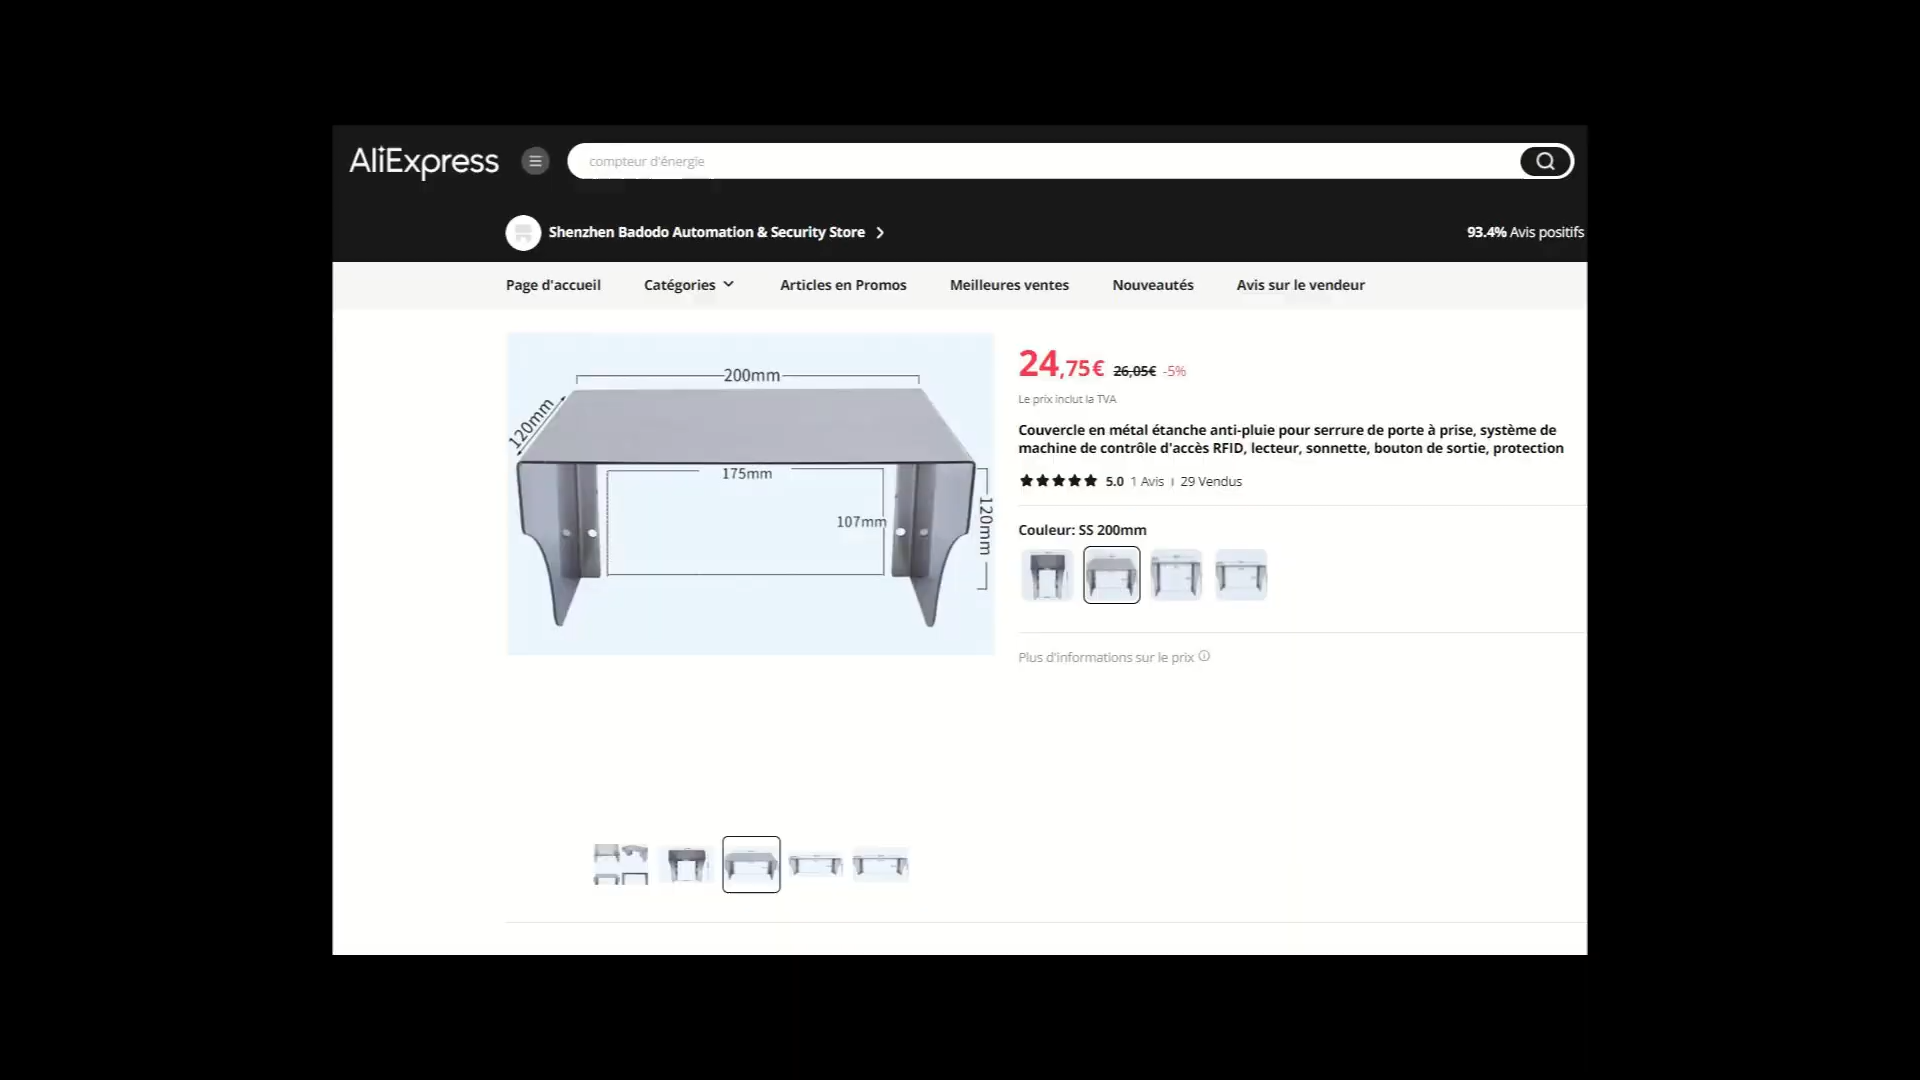 AliExpress
compteur d'énergie
Shenzhen Badodo Automation & Security Store
93.4% Avis positifs
Page d'accueil
Catégories
Articles en Promos
Meilleures ventes
Nouveautés
Avis sur le vendeur
200mm
120mm
175mm
107mm
120mm
24,75€ 26,05€ -5%
Le prix inclut la TVA
Couvercle en métal étanche anti-pluie pour serrure de porte à prise, système de
machine de contrôle d'accès RFID, lecteur, sonnette, bouton de sortie, protection
5.0 1 Avis | 29 Vendus
Couleur: SS 200mm
Plus d'informations sur le prix